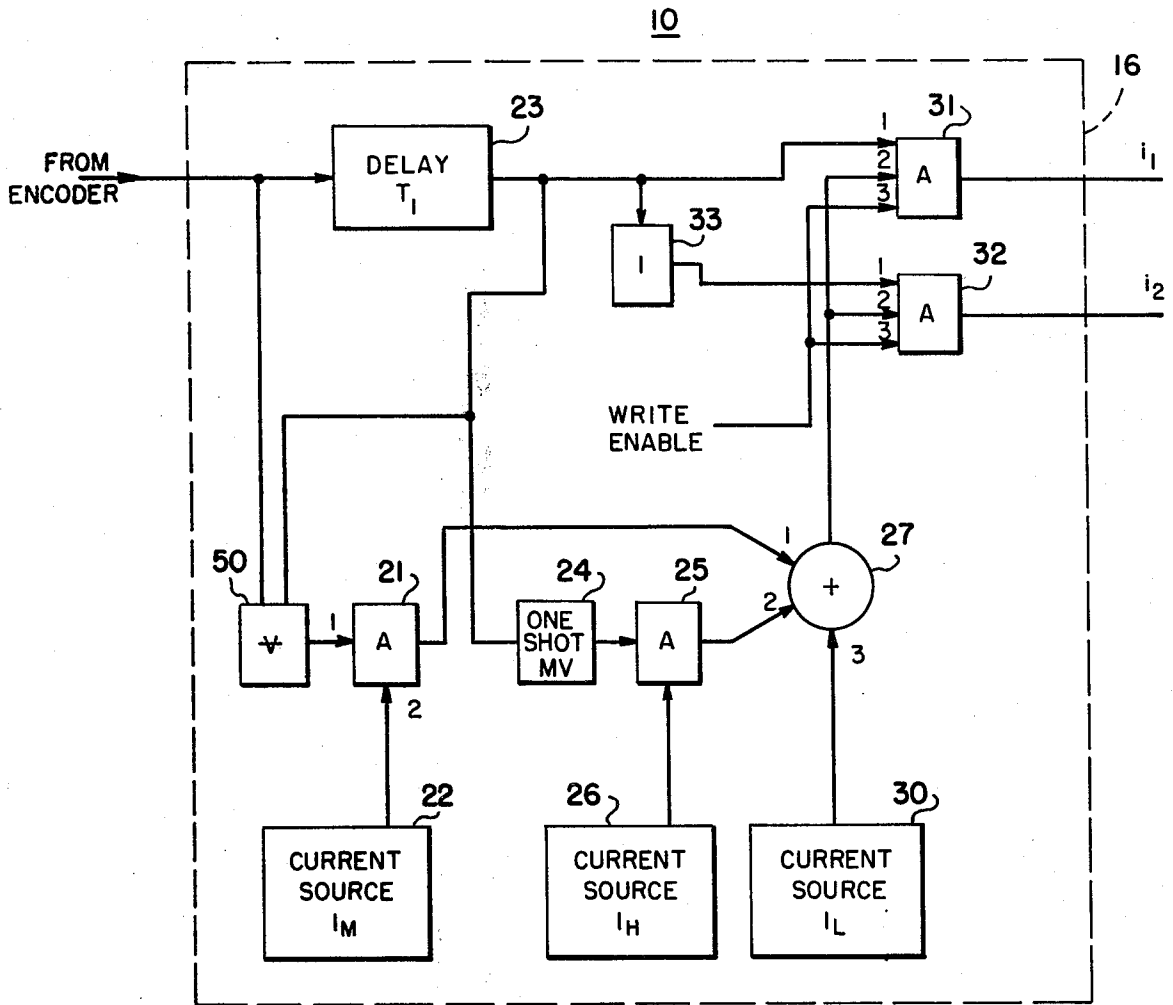 10
16
23
31
FROM
ENCODER
DELAY
T1
1
2
3
A
i1
33
I
32
1
2
3
A
i2
WRITE
ENABLE
50
V
1
21
A
2
24
ONE
SHOT
MV
25
A
1
2
3
+
27
22
CURRENT
SOURCE
IM
26
CURRENT
SOURCE
IH
30
CURRENT
SOURCE
IL